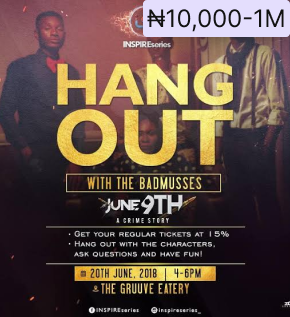 ₦10,000-1M
INSPIREseries
HANG
OUT
WITH THE BADMUSSES
JUNE 9TH
A CRIME STORY
• GET YOUR REGULAR TICKETS AT 15%
• HANG OUT WITH THE CHARACTERS,
ASK QUESTIONS AND HAVE FUN!
20TH JUNE, 2018 | 4-6PM
THE GRUUVE EATERY
INSPIREseries inspireseries_